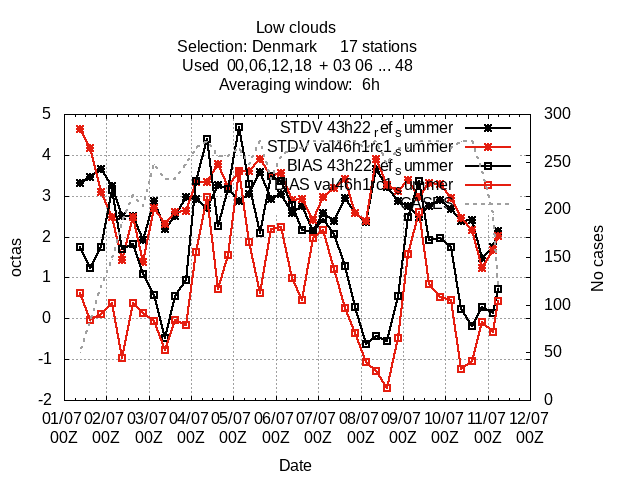 Low clouds
Selection: Denmark 17 stations
Used 00,06,12,18 + 03 06 ... 48
Averaging window: 6h
STDV 43h22_ref_summer
STDV val46h1rc1_summer
BIAS 43h22_ref_summer
5
4
3
2
1
0
-1
-2
octas
300
250
200
150
100
50
0
No cases
01/07 02/07 03/07 04/07 05/07 06/07 07/07 08/07 09/07 10/07 11/07 12/07
00Z 00Z 00Z 00Z 00Z 00Z 00Z 00Z 00Z 00Z 00Z 00Z
Date